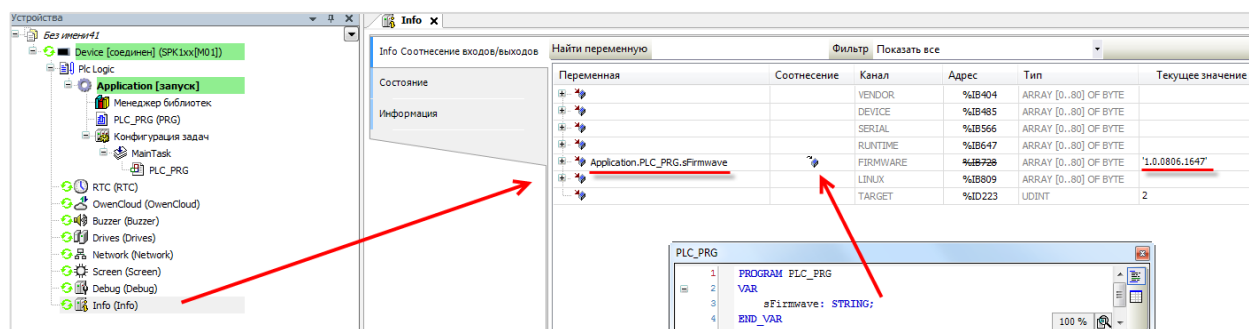 Устройства
Без имени41
Device [соединен] (SPK1xx[M01])
Plc Logic
Application [запуск]
Менеджер библиотек
PLC_PRG (PRG)
Конфигурация задач
MainTask
PLC_PRG
RTC (RTC)
OwenCloud (OwenCloud)
Buzzer (Buzzer)
Drives (Drives)
Network (Network)
Screen (Screen)
Debug (Debug)
Info (Info)
Info
Info Соотнесение входов/выходов
Состояние
Информация
Найти переменную Фильтр Показать все
Переменная Соотнесение Канал Адрес Тип Текущее значение
VENDOR %IB404 ARRAY [0..80] OF BYTE
DEVICE %IB485 ARRAY [0..80] OF BYTE
SERIAL %IB566 ARRAY [0..80] OF BYTE
RUNTIME %IB647 ARRAY [0..80] OF BYTE
Application.PLC_PRG.sFirmwave FIRMWARE %IB728 ARRAY [0..80] OF BYTE '1.0.0806.1647'
LINUX %IB809 ARRAY [0..80] OF BYTE
TARGET %ID223 UDINT 2
PLC_PRG
1 PROGRAM PLC_PRG
2 VAR
3 sFirmwave: STRING;
4 END_VAR
100 %